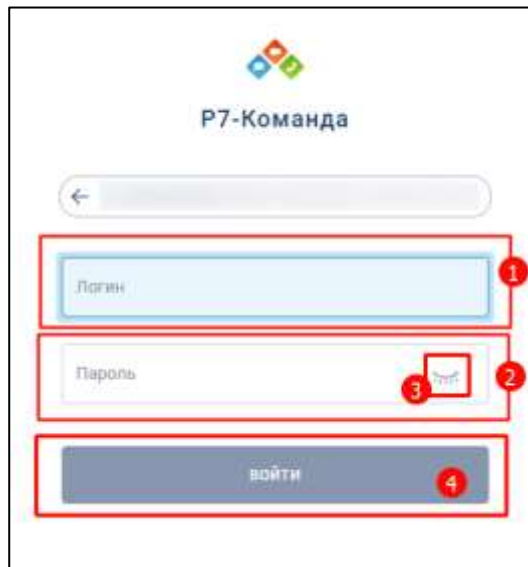 Р7-Команда
Логин
1
Пароль
3
2
ВОЙТИ
4